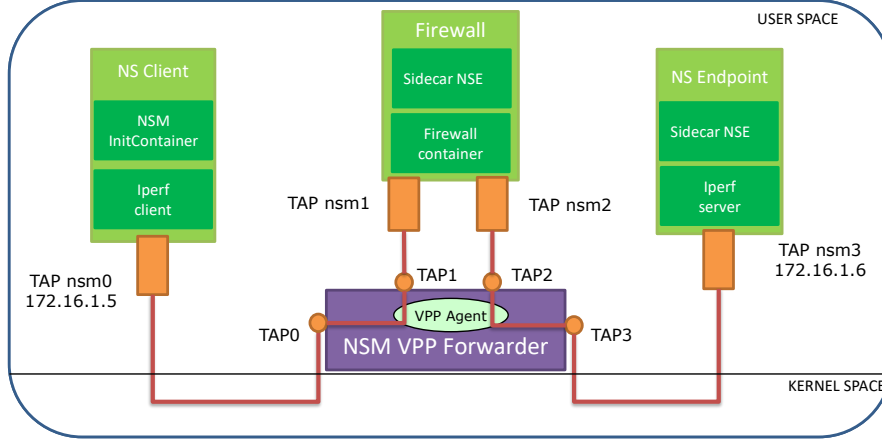 USER SPACE
Firewall
NS Client
NS Endpoint
Sidecar NSE
NSM
InitContainer
Firewall
container
Sidecar NSE
Iperf
client
Iperf
server
TAP nsm1
TAP nsm2
TAP nsm3
172.16.1.6
TAP nsm0
172.16.1.5
TAP1
TAP2
VPP Agent
TAP0
TAP3
NSM VPP Forwarder
KERNEL SPACE